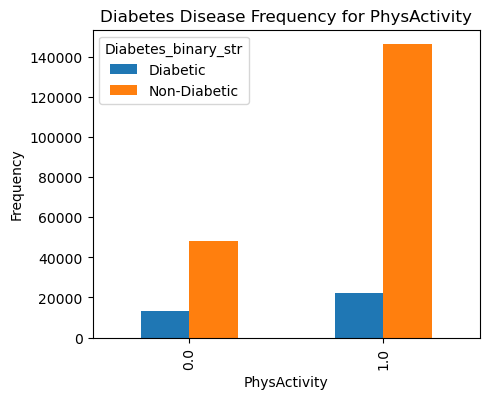 Diabetes Disease Frequency for PhysActivity
Diabetes_binary_str
Diabetic
Non-Diabetic
140000
120000
100000
80000
60000
40000
20000
0
Frequency
0.0
1.0
PhysActivity